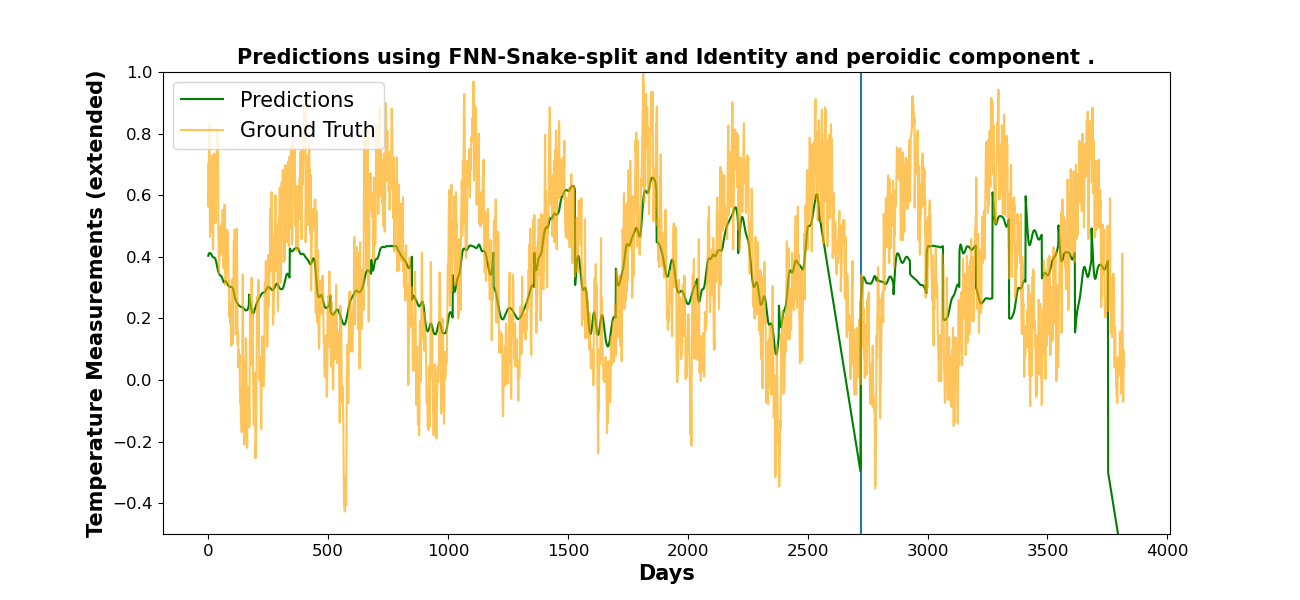 Predictions using FNN-Snake-split and Identity and peroidic component .
Temperature Measurements (extended)
1.0
0.8
0.6
0.4
0.2
0.0
−0.2
−0.4
Predictions
Ground Truth
0 500 1000 1500 2000 2500 3000 3500 4000
Days